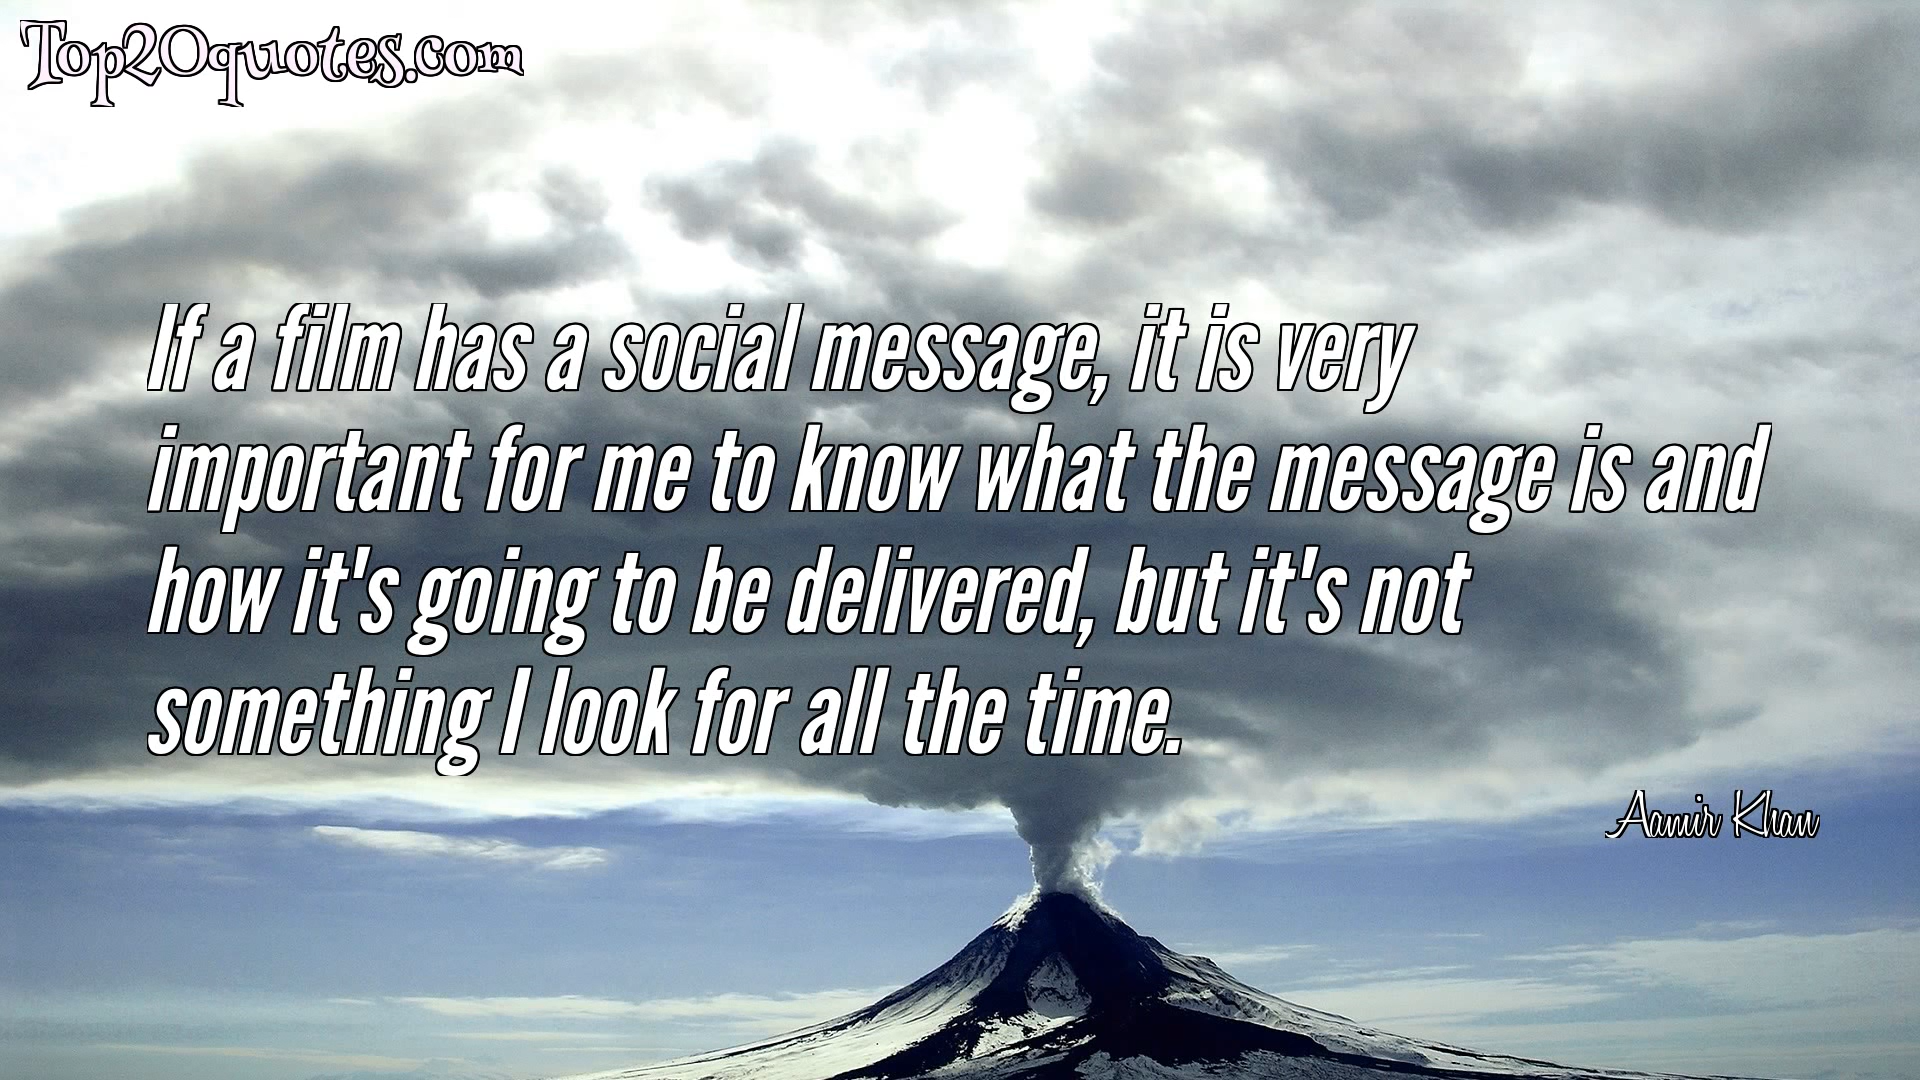 Top20quotes.com
If a film has a social message, it is very
important for me to know what the message is and
how it's going to be delivered, but it's not
something I look for all the time.
Aamir Khan